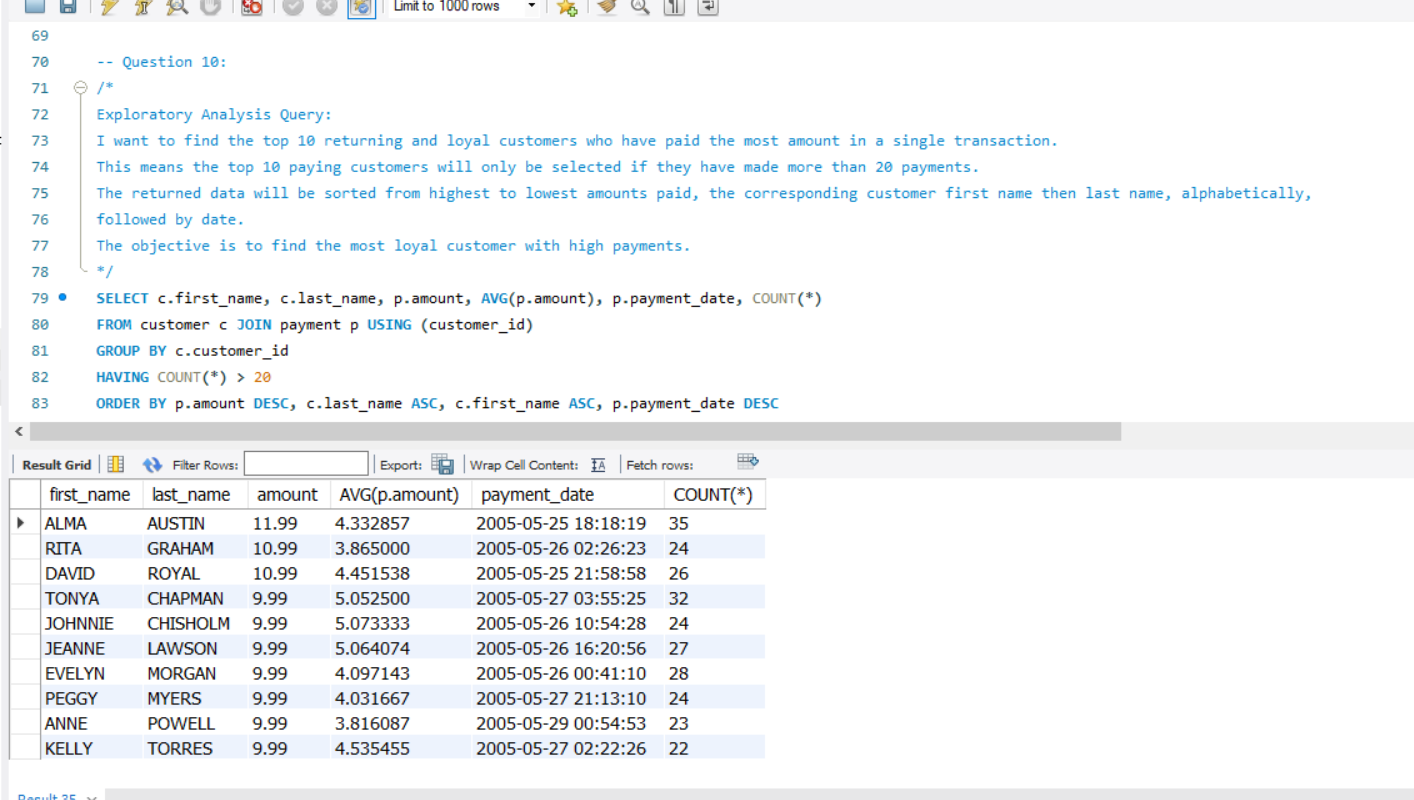 Limit to 1000 rows
69
70 -- Question 10:
71 /*
72 Exploratory Analysis Query:
73 I want to find the top 10 returning and loyal customers who have paid the most amount in a single transaction.
74 This means the top 10 paying customers will only be selected if they have made more than 20 payments.
75 The returned data will be sorted from highest to lowest amounts paid, the corresponding customer first name then last name, alphabetically,
76 followed by date.
77 The objective is to find the most loyal customer with high payments.
78 */
79 SELECT c.first_name, c.last_name, p.amount, AVG(p.amount), p.payment_date, COUNT(*)
80 FROM customer c JOIN payment p USING (customer_id)
81 GROUP BY c.customer_id
82 HAVING COUNT(*) > 20
83 ORDER BY p.amount DESC, c.last_name ASC, c.first_name ASC, p.payment_date DESC
Result Grid Filter Rows: Export: Wrap Cell Content: IA Fetch rows:
first_name last_name amount AVG(p.amount) payment_date COUNT(*)
ALMA AUSTIN 11.99 4.332857 2005-05-25 18:18:19 35
RITA GRAHAM 10.99 3.865000 2005-05-26 02:26:23 24
DAVID ROYAL 10.99 4.451538 2005-05-25 21:58:58 26
TONYA CHAPMAN 9.99 5.052500 2005-05-27 03:55:25 32
JOHNNIE CHISHOLM 9.99 5.073333 2005-05-26 10:54:28 24
JEANNE LAWSON 9.99 5.064074 2005-05-26 16:20:56 27
EVELYN MORGAN 9.99 4.097143 2005-05-26 00:41:10 28
PEGGY MYERS 9.99 4.031667 2005-05-27 21:13:10 24
ANNE POWELL 9.99 3.816087 2005-05-29 00:54:53 23
KELLY TORRES 9.99 4.535455 2005-05-27 02:22:26 22
Result 35